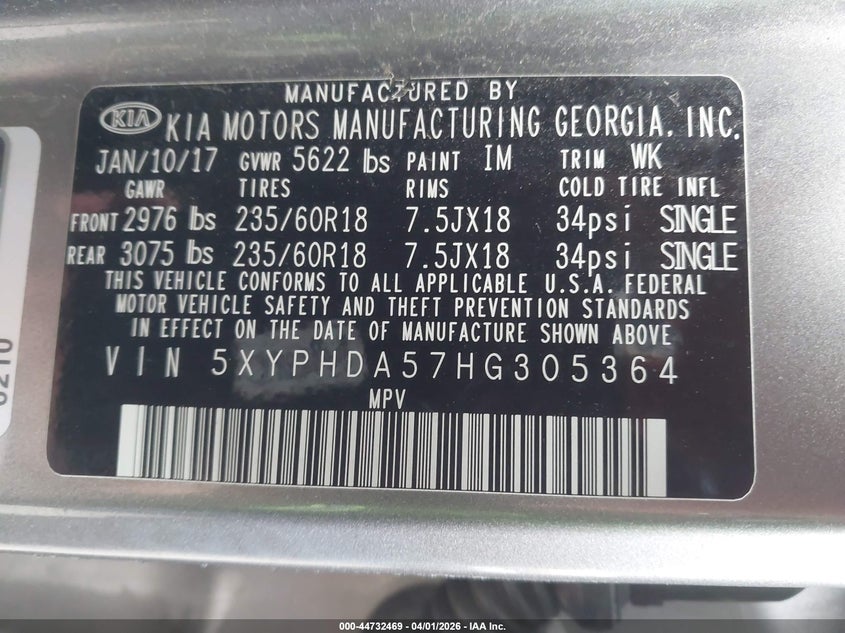 MANUFACTURED BY
KIA KIA MOTORS MANUFACTURING GEORGIA, INC.
JAN/10/17 GVWR 5622 lbs PAINT IM TRIM WK
GAWR TIRES RIMS COLD TIRE INFL
FRONT 2976 lbs 235/60R18 7.5JX18 34psi SINGLE
REAR 3075 lbs 235/60R18 7.5JX18 34psi SINGLE
THIS VEHICLE CONFORMS TO ALL APPLICABLE U.S.A. FEDERAL
MOTOR VEHICLE SAFETY AND THEFT PREVENTION STANDARDS
IN EFFECT ON THE DATE OF MANUFACTURE SHOWN ABOVE
VIN 5XYPHDA57HG305364
MPV
000-44732469 | 04/01/2026 | IAA Inc.